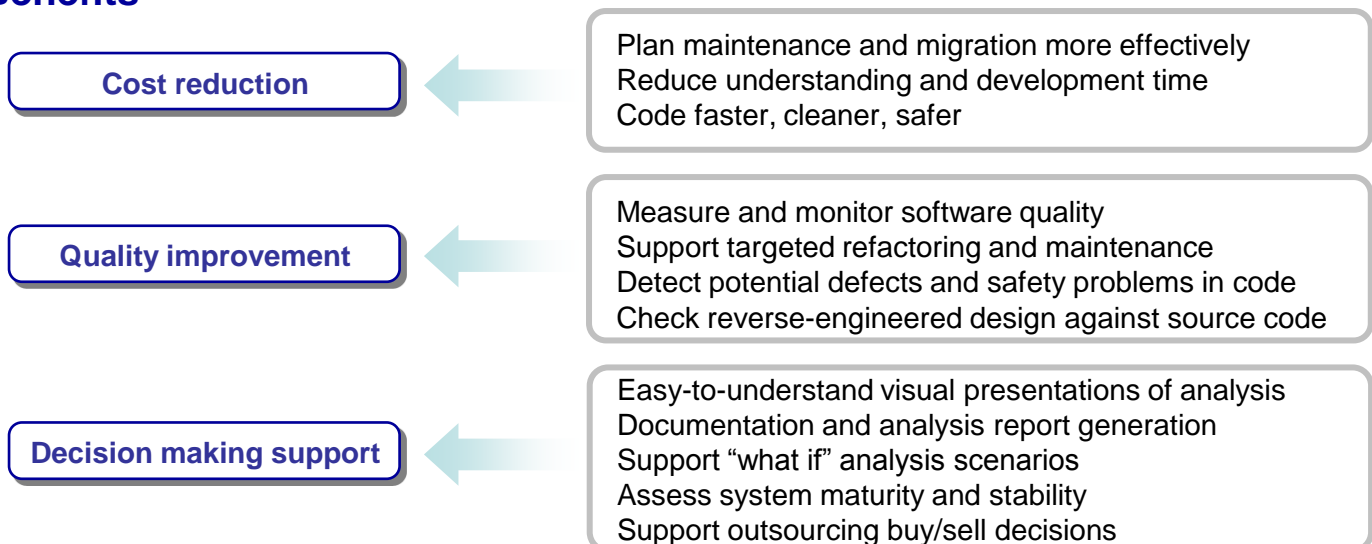 Cost reduction
Plan maintenance and migration more effectively
Reduce understanding and development time
Code faster, cleaner, safer
Quality improvement
Measure and monitor software quality
Support targeted refactoring and maintenance
Detect potential defects and safety problems in code
Check reverse-engineered design against source code
Decision making support
Easy-to-understand visual presentations of analysis
Documentation and analysis report generation
Support “what if” analysis scenarios
Assess system maturity and stability
Support outsourcing buy/sell decisions